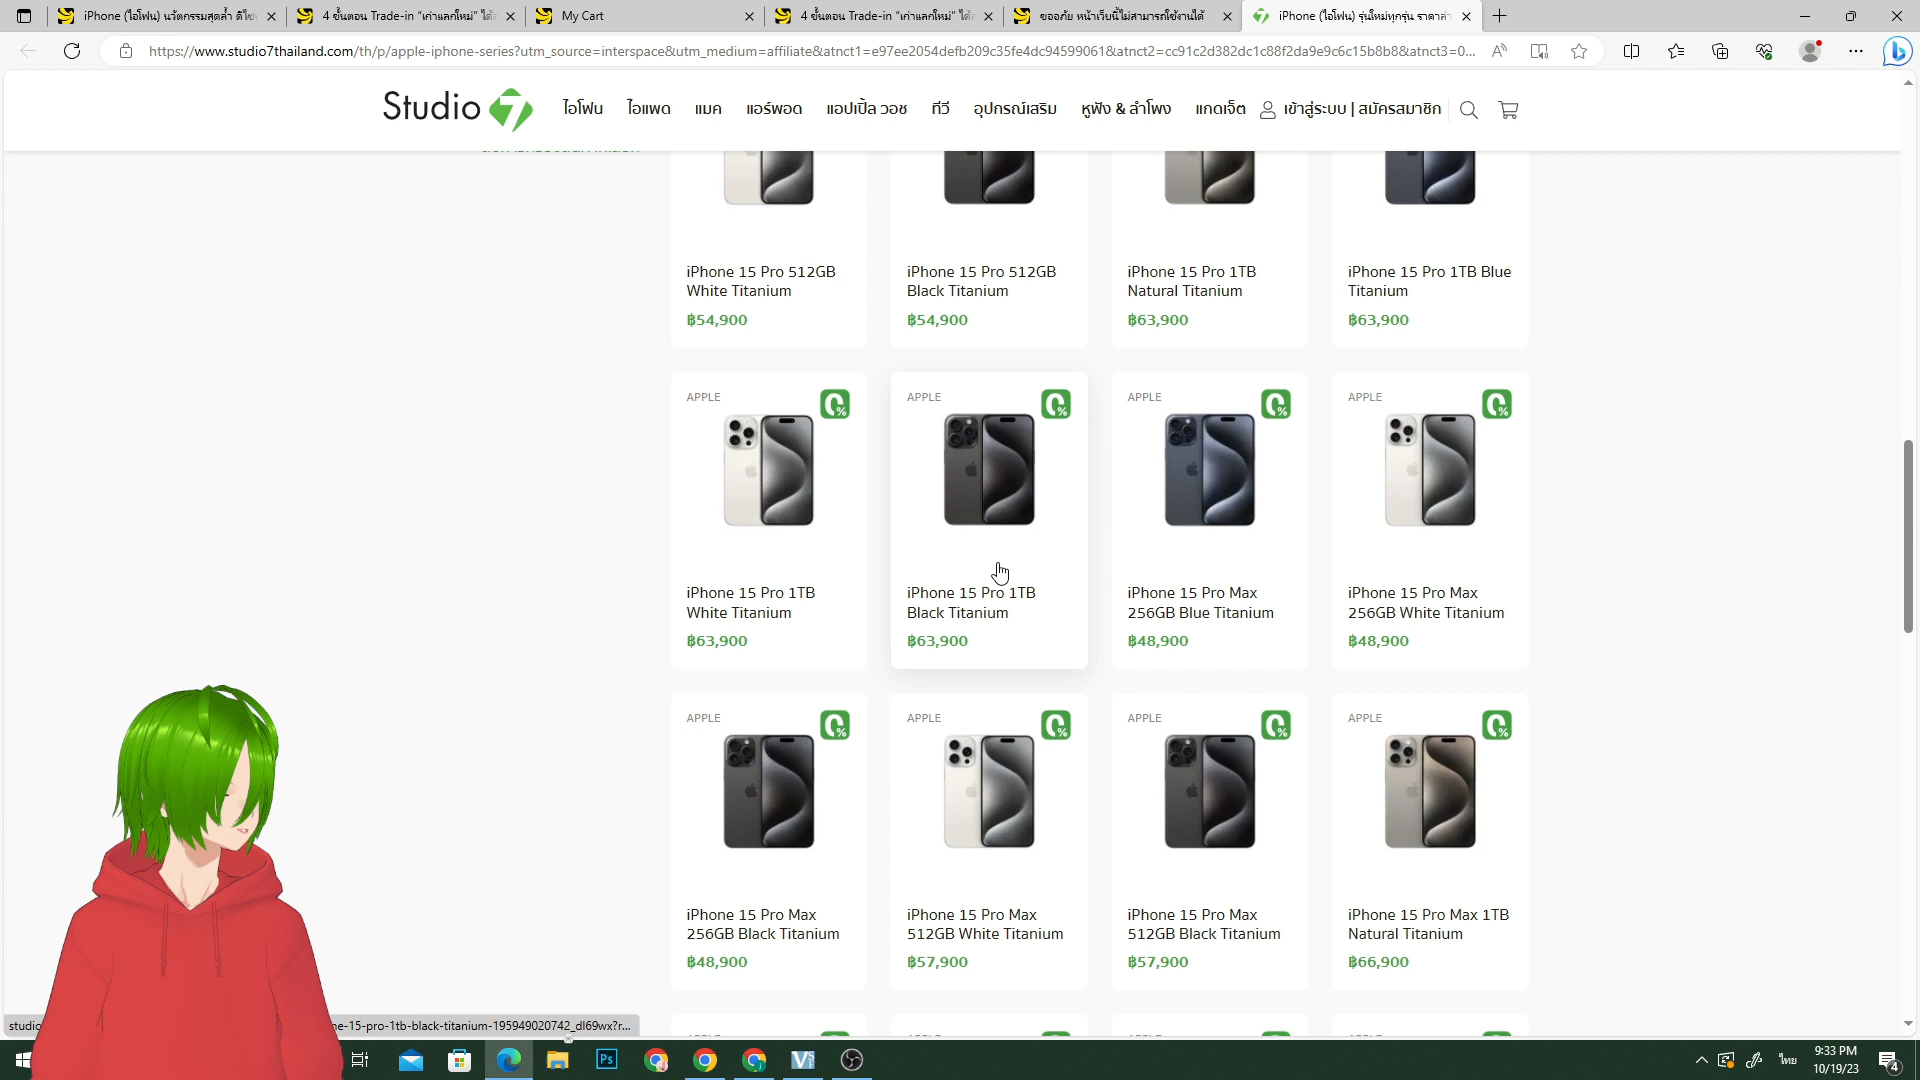 iPhone (ไอโฟน) นวัตกรรมสุดล้ำ ดีไซ
4 ขั้นตอน Trade-in "เก่าแลกใหม่" ได้
My Cart
4 ขั้นตอน Trade-in "เก่าแลกใหม่" ได้
ขออภัย หน้าเว็บนี้ไม่สามารถใช้งานได้
iPhone (ไอโฟน) รุ่นใหม่ทุกรุ่น ราคาล่า
https://www.studio7thailand.com/th/p/apple-iphone-series?utm_source=interspace&utm_medium=affiliate&atnct1=e97ee2054defb209c35fe4dc94599061&atnct2=cc91c2d382dc1c88f2da9e9c6c15b8b8&atnct3=0...
Studio 7
ไอโฟน ไอแพด แมค แอร์พอด แอปเปิ้ล วอช ทีวี อุปกรณ์เสริม หูฟัง & ลำโพง แกดเจ็ต เข้าสู่ระบบ | สมัครสมาชิก
iPhone 15 Pro 512GB
White Titanium
฿54,900
iPhone 15 Pro 512GB
Black Titanium
฿54,900
iPhone 15 Pro 1TB
Natural Titanium
฿63,900
iPhone 15 Pro 1TB Blue
Titanium
฿63,900
APPLE
0%
iPhone 15 Pro 1TB
White Titanium
฿63,900
APPLE
0%
iPhone 15 Pro 1TB
Black Titanium
฿63,900
APPLE
0%
iPhone 15 Pro Max
256GB Blue Titanium
฿48,900
APPLE
0%
iPhone 15 Pro Max
256GB White Titanium
฿48,900
APPLE
0%
iPhone 15 Pro Max
256GB Black Titanium
฿48,900
APPLE
0%
iPhone 15 Pro Max
512GB White Titanium
฿57,900
APPLE
0%
iPhone 15 Pro Max
512GB Black Titanium
฿57,900
APPLE
0%
iPhone 15 Pro Max 1TB
Natural Titanium
฿66,900
studio
ne-15-pro-1tb-black-titanium-195949020742_dl69wx?r...
Ps
ไทย
9:33 PM
10/19/23
4